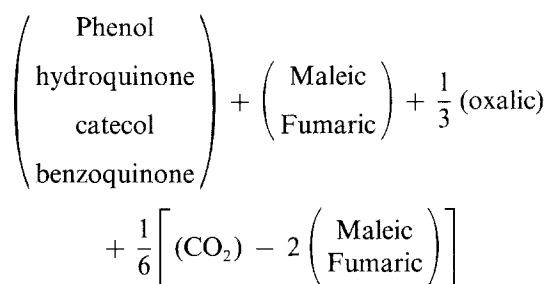 Phenol
hydroquinone
catecol
benzoquinone
+ (Maleic
Fumaric) + 1/3 (oxalic)
+ 1/6 [(CO₂) − 2 (Maleic
Fumaric)]